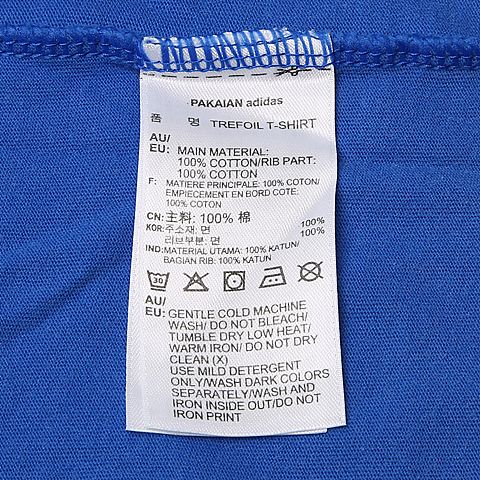 PAKAIAN adidas
품 명 TREFOIL T-SHIRT
AU/
EU: MAIN MATERIAL:
100% COTTON/RIB PART:
100% COTTON
F: MATIERE PRINCIPALE: 100% COTON/
EMPIECEMENT EN BORD COTE:
100% COTON
CN: 主料: 100% 棉
KOR: 주소재: 면 100%
리브부분: 면 100%
IND: MATERIAL UTAMA: 100% KATUN/
BAGIAN RIB: 100% KATUN
30
AU/
EU: GENTLE COLD MACHINE
WASH/ DO NOT BLEACH/
TUMBLE DRY LOW HEAT/
WARM IRON/ DO NOT DRY
CLEAN (X)
USE MILD DETERGENT
ONLY/WASH DARK COLORS
SEPARATELY/WASH AND
IRON INSIDE OUT/DO NOT
IRON PRINT